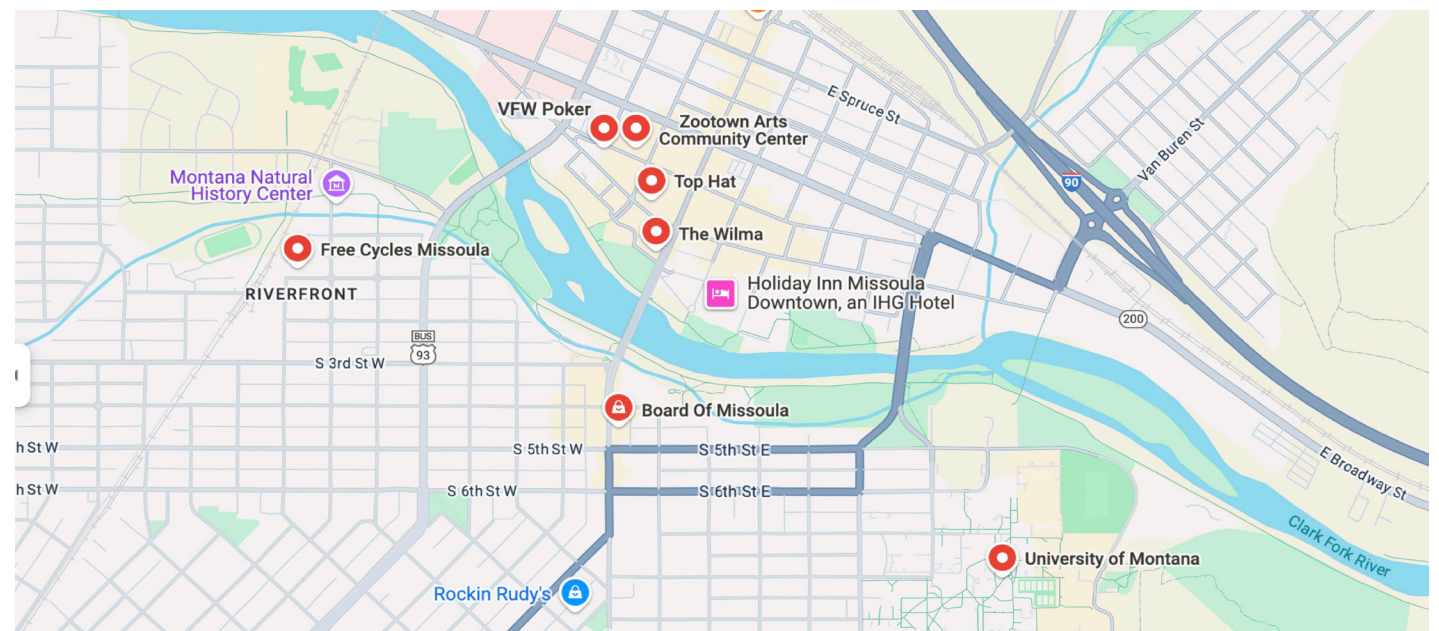 E Spruce St
VFW Poker
Zootown Arts
Community Center
Van Buren St
Montana Natural
History Center
Top Hat
90
The Wilma
Free Cycles Missoula
RIVERFRONT
Holiday Inn Missoula
Downtown, an IHG Hotel
200
BUS
93
S 3rd St W
Board Of Missoula
h St W
S 5th St W
S 5th St E
E Broadway St
h St W
S 6th St W
S 6th St E
Clark Fork River
University of Montana
Rockin Rudy's